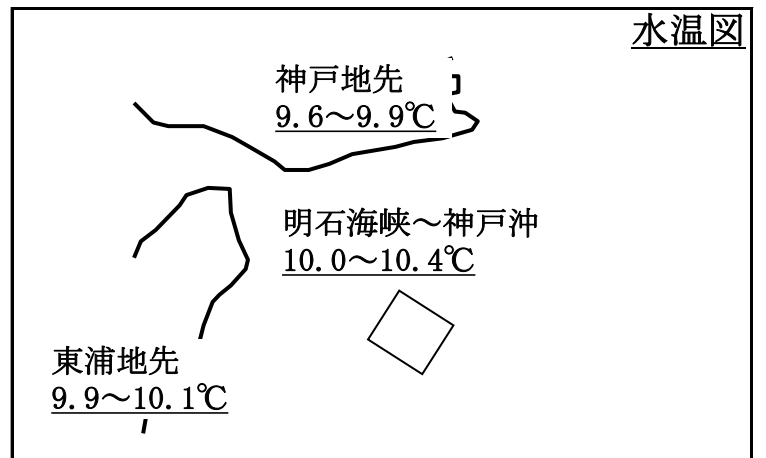 水温図
神戸地先
9.6～9.9℃
明石海峡～神戸沖
10.0～10.4℃
東浦地先
9.9～10.1℃